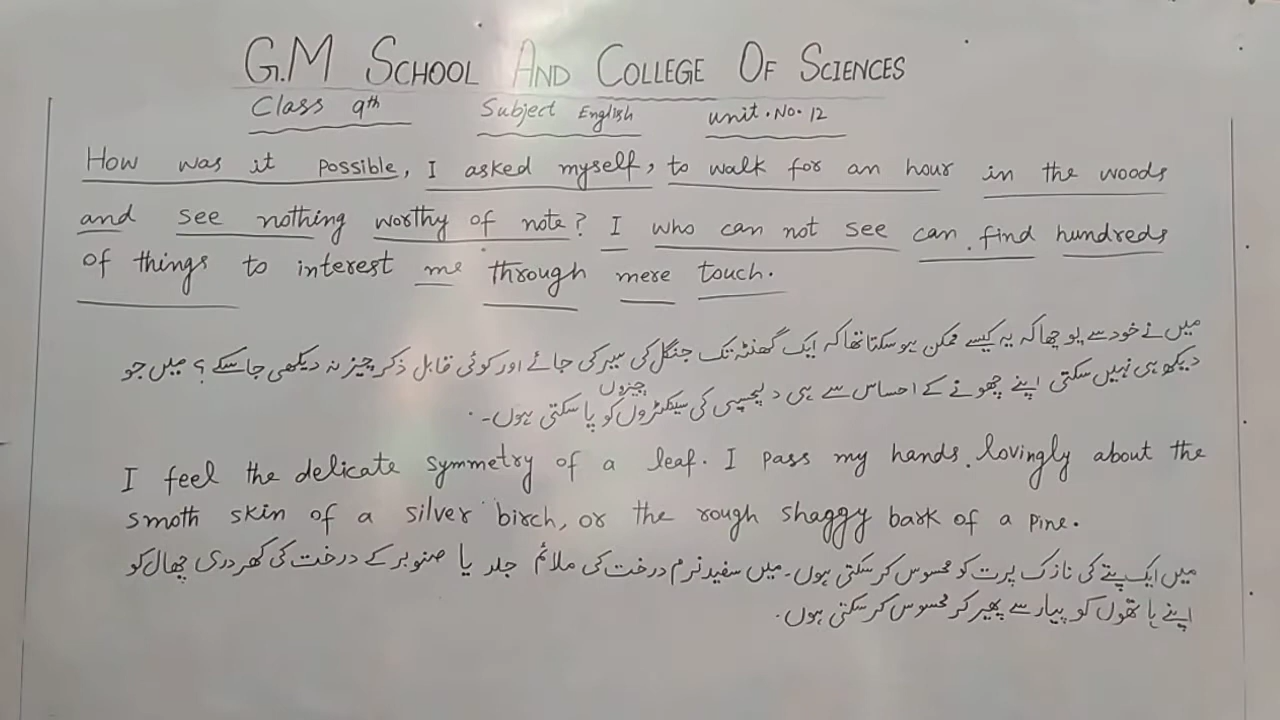 G.M SCHOOL AND COLLEGE OF SCIENCES
Class 9th Subject English unit.No.12
How was it possible, I asked myself, to walk for an hour in the woods
and see nothing worthy of note? I who can not see can find hundreds
of things to interest me through mere touch.
میں نے خود سے پوچھا کہ یہ کیسے ممکن ہو سکتا تھا کہ ایک گھنٹہ تک جنگل کی سیر کی جائے اور کوئی قابل ذکر چیز نہ دیکھی جا سکے؟ میں جو
دیکھ ہی نہیں سکتی اپنے چھونے کے احساس سے ہی دلچسپی کی سینکڑوں چیزوں کو پا سکتی ہوں۔
I feel the delicate symmetry of a leaf. I pass my hands lovingly about the
smoth skin of a silver birch, or the rough shaggy bark of a pine.
میں ایک پتے کی نازک پرت کو محسوس کر سکتی ہوں۔ میں سفید نرم درخت کی ملائم جلد یا صنوبر کے درخت کی کھردری چھال کو
اپنے ہاتھوں کو پیار سے پھیر کر محسوس کر سکتی ہوں۔